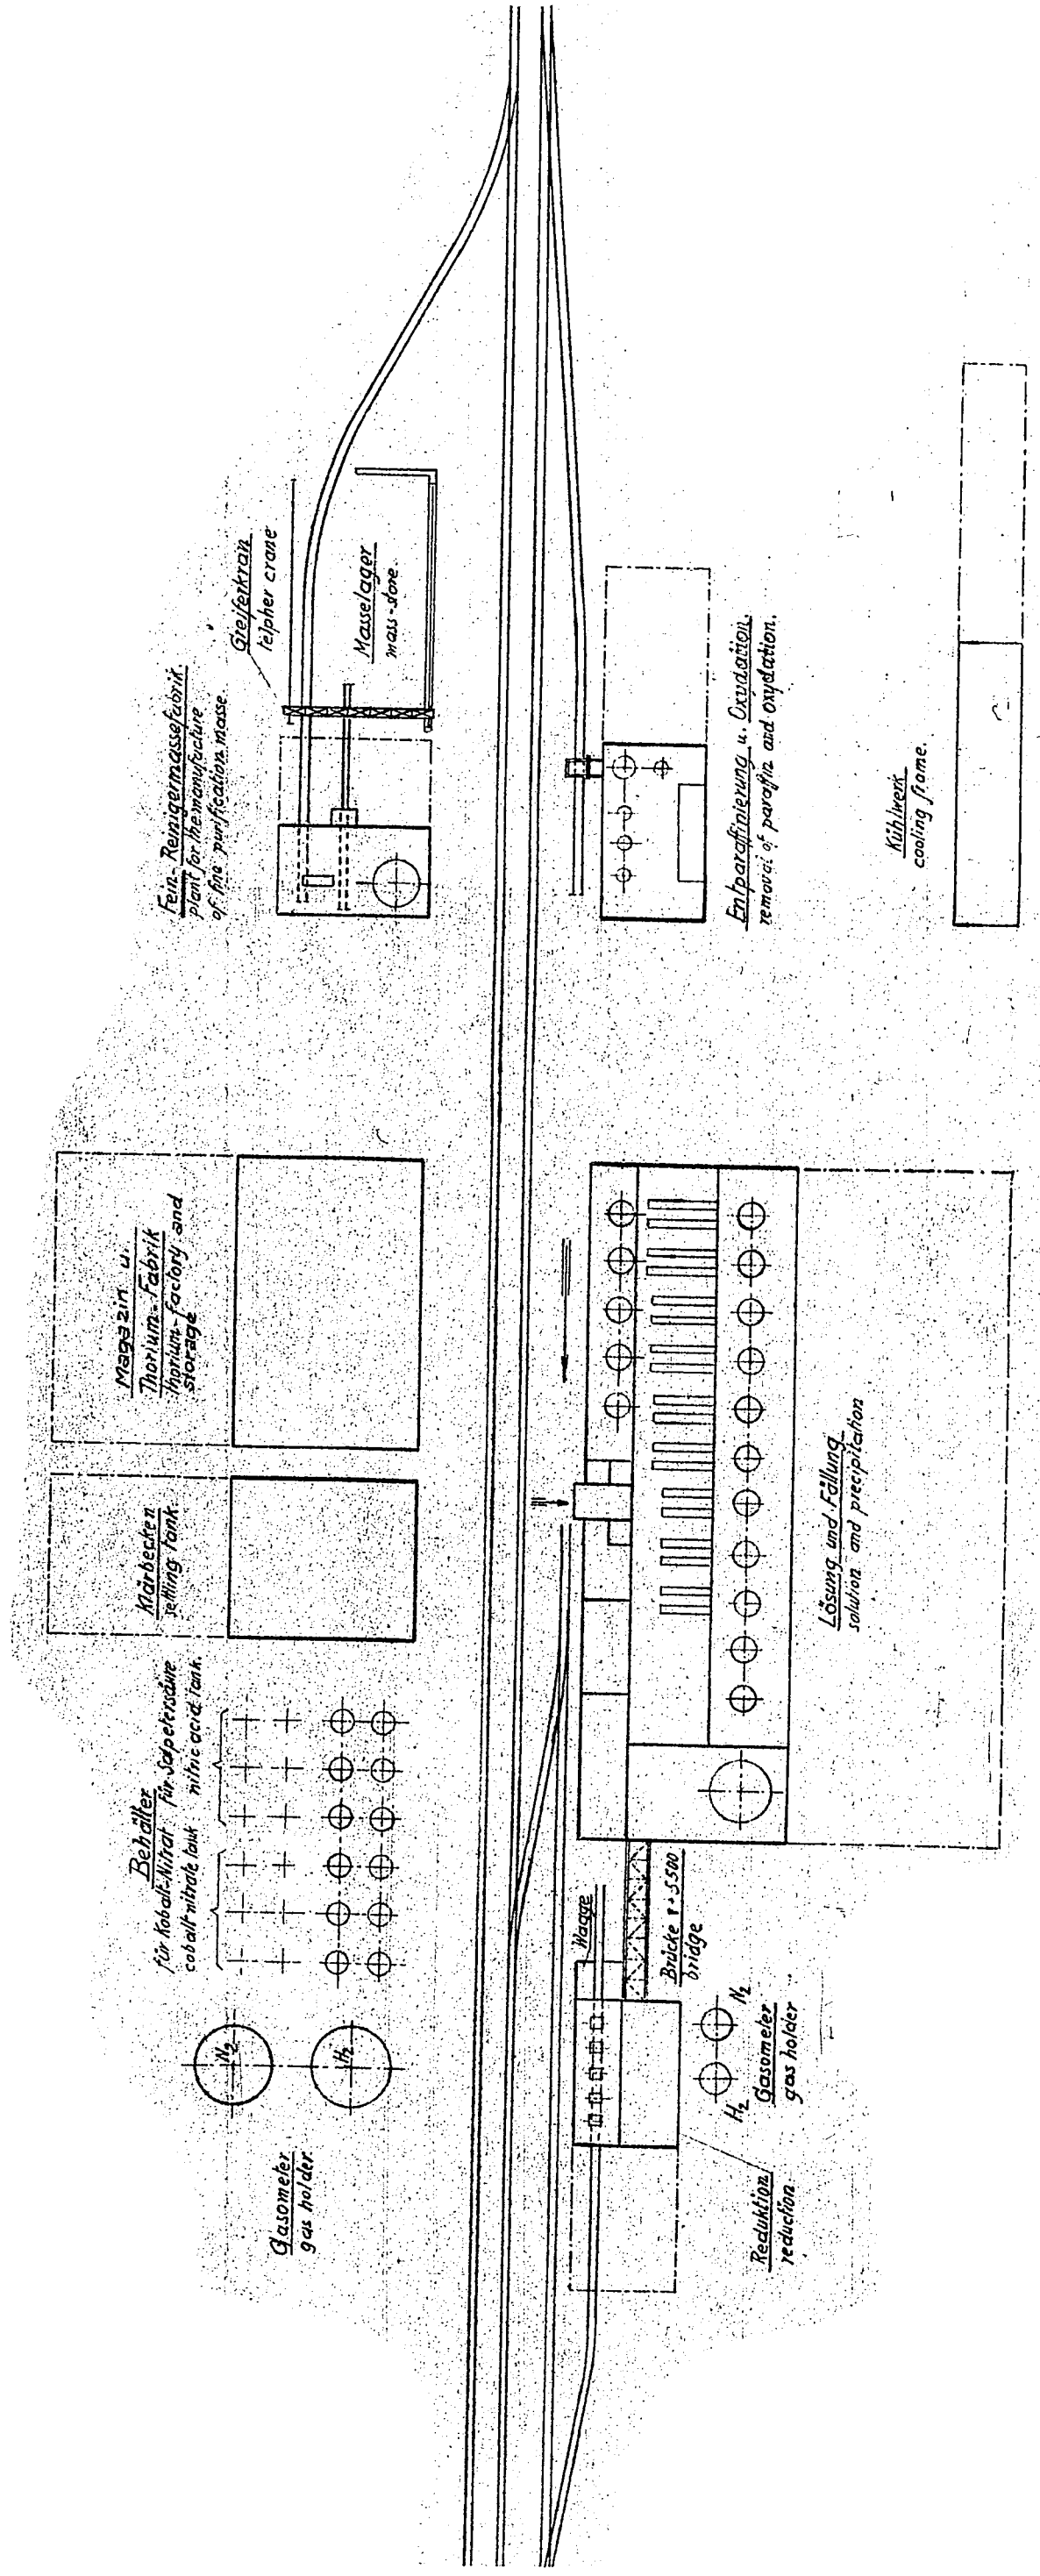 Fein-Reinigermassefabrik.
plant for the manufacture
of fine purification masse.
Greiferkran
telpher crane
Masselager
mass-store.
Magazin u.
Thorium-Fabrik
thorium-factory and
storage
Klärbecken
settling tank.
Behälter
für Kobalt-Nitrat für Salpetersäure
cobalt nitrate tank nitric acid tank.
N2
H2
Gasometer
gas holder.
Entparaffinierung u. Oxydation.
removal of paraffin and oxydation.
Kühlwerk
cooling frame.
Lösung und Fällung
solution and precipitation
Brücke + 5500
bridge
Waage
H2
N2
Gasometer
gas holder
Reduktion
reduction.